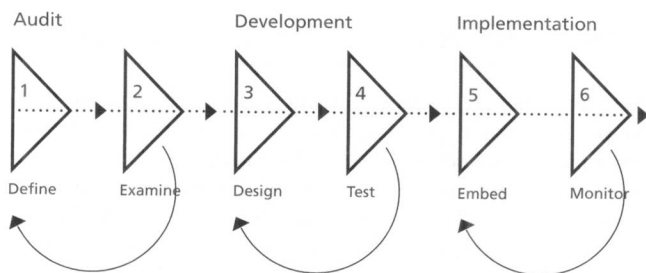 Audit Development Implementation
1 2 3 4 5 6
Define Examine Design Test Embed Monitor